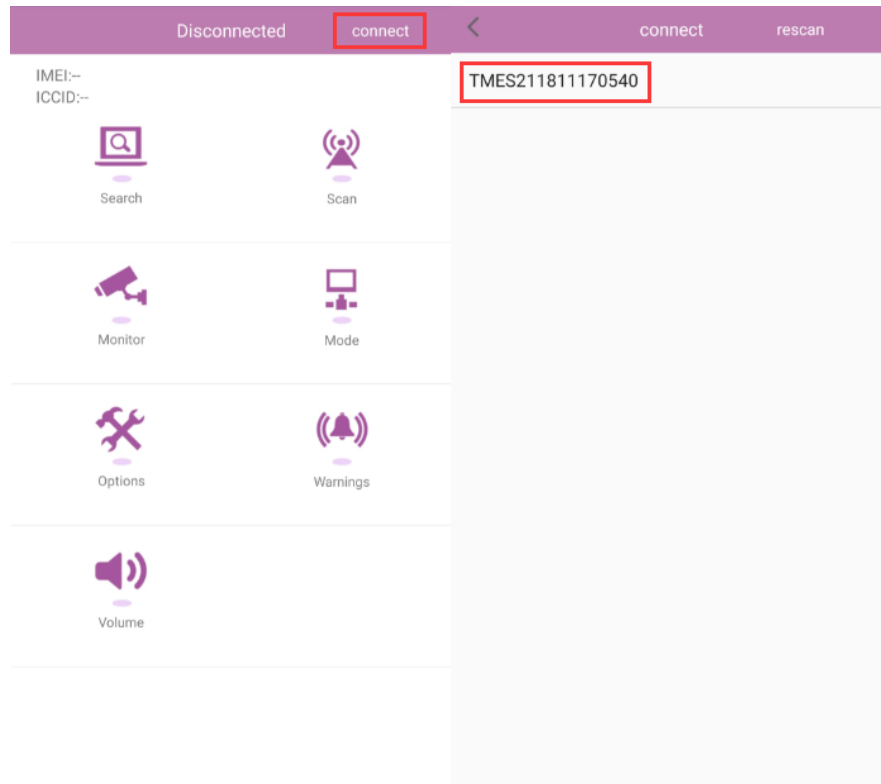 Disconnected
connect
IMEI:--
ICCID:--
Search
Scan
Monitor
Mode
Options
Warnings
Volume
connect
rescan
TMES211811170540